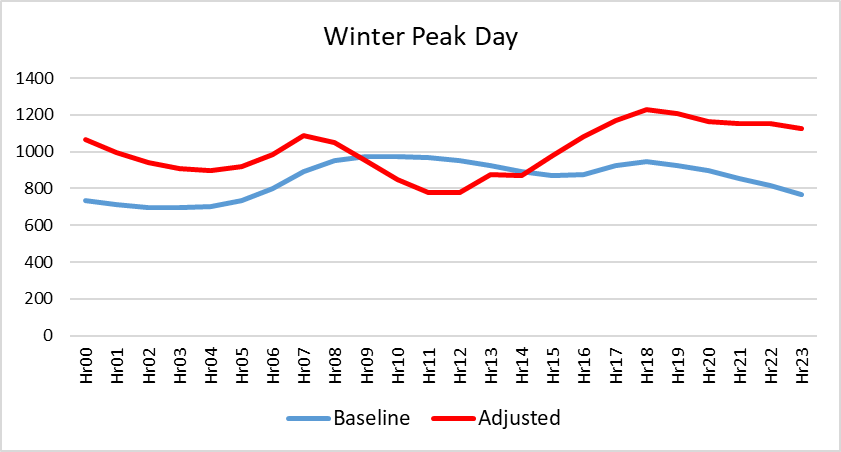 Winter Peak Day
1400
1200
1000
800
600
400
200
0
Hr00
Hr01
Hr02
Hr03
Hr04
Hr05
Hr06
Hr07
Hr08
Hr09
Hr10
Hr11
Hr12
Hr13
Hr14
Hr15
Hr16
Hr17
Hr18
Hr19
Hr20
Hr21
Hr22
Hr23
Baseline Adjusted